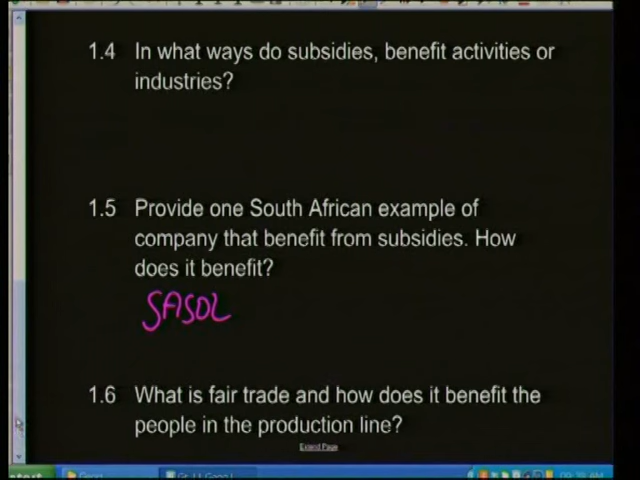 1.4 In what ways do subsidies, benefit activities or
industries?
1.5 Provide one South African example of
company that benefit from subsidies. How
does it benefit?
SASOL
1.6 What is fair trade and how does it benefit the
people in the production line?
Extend Page
start